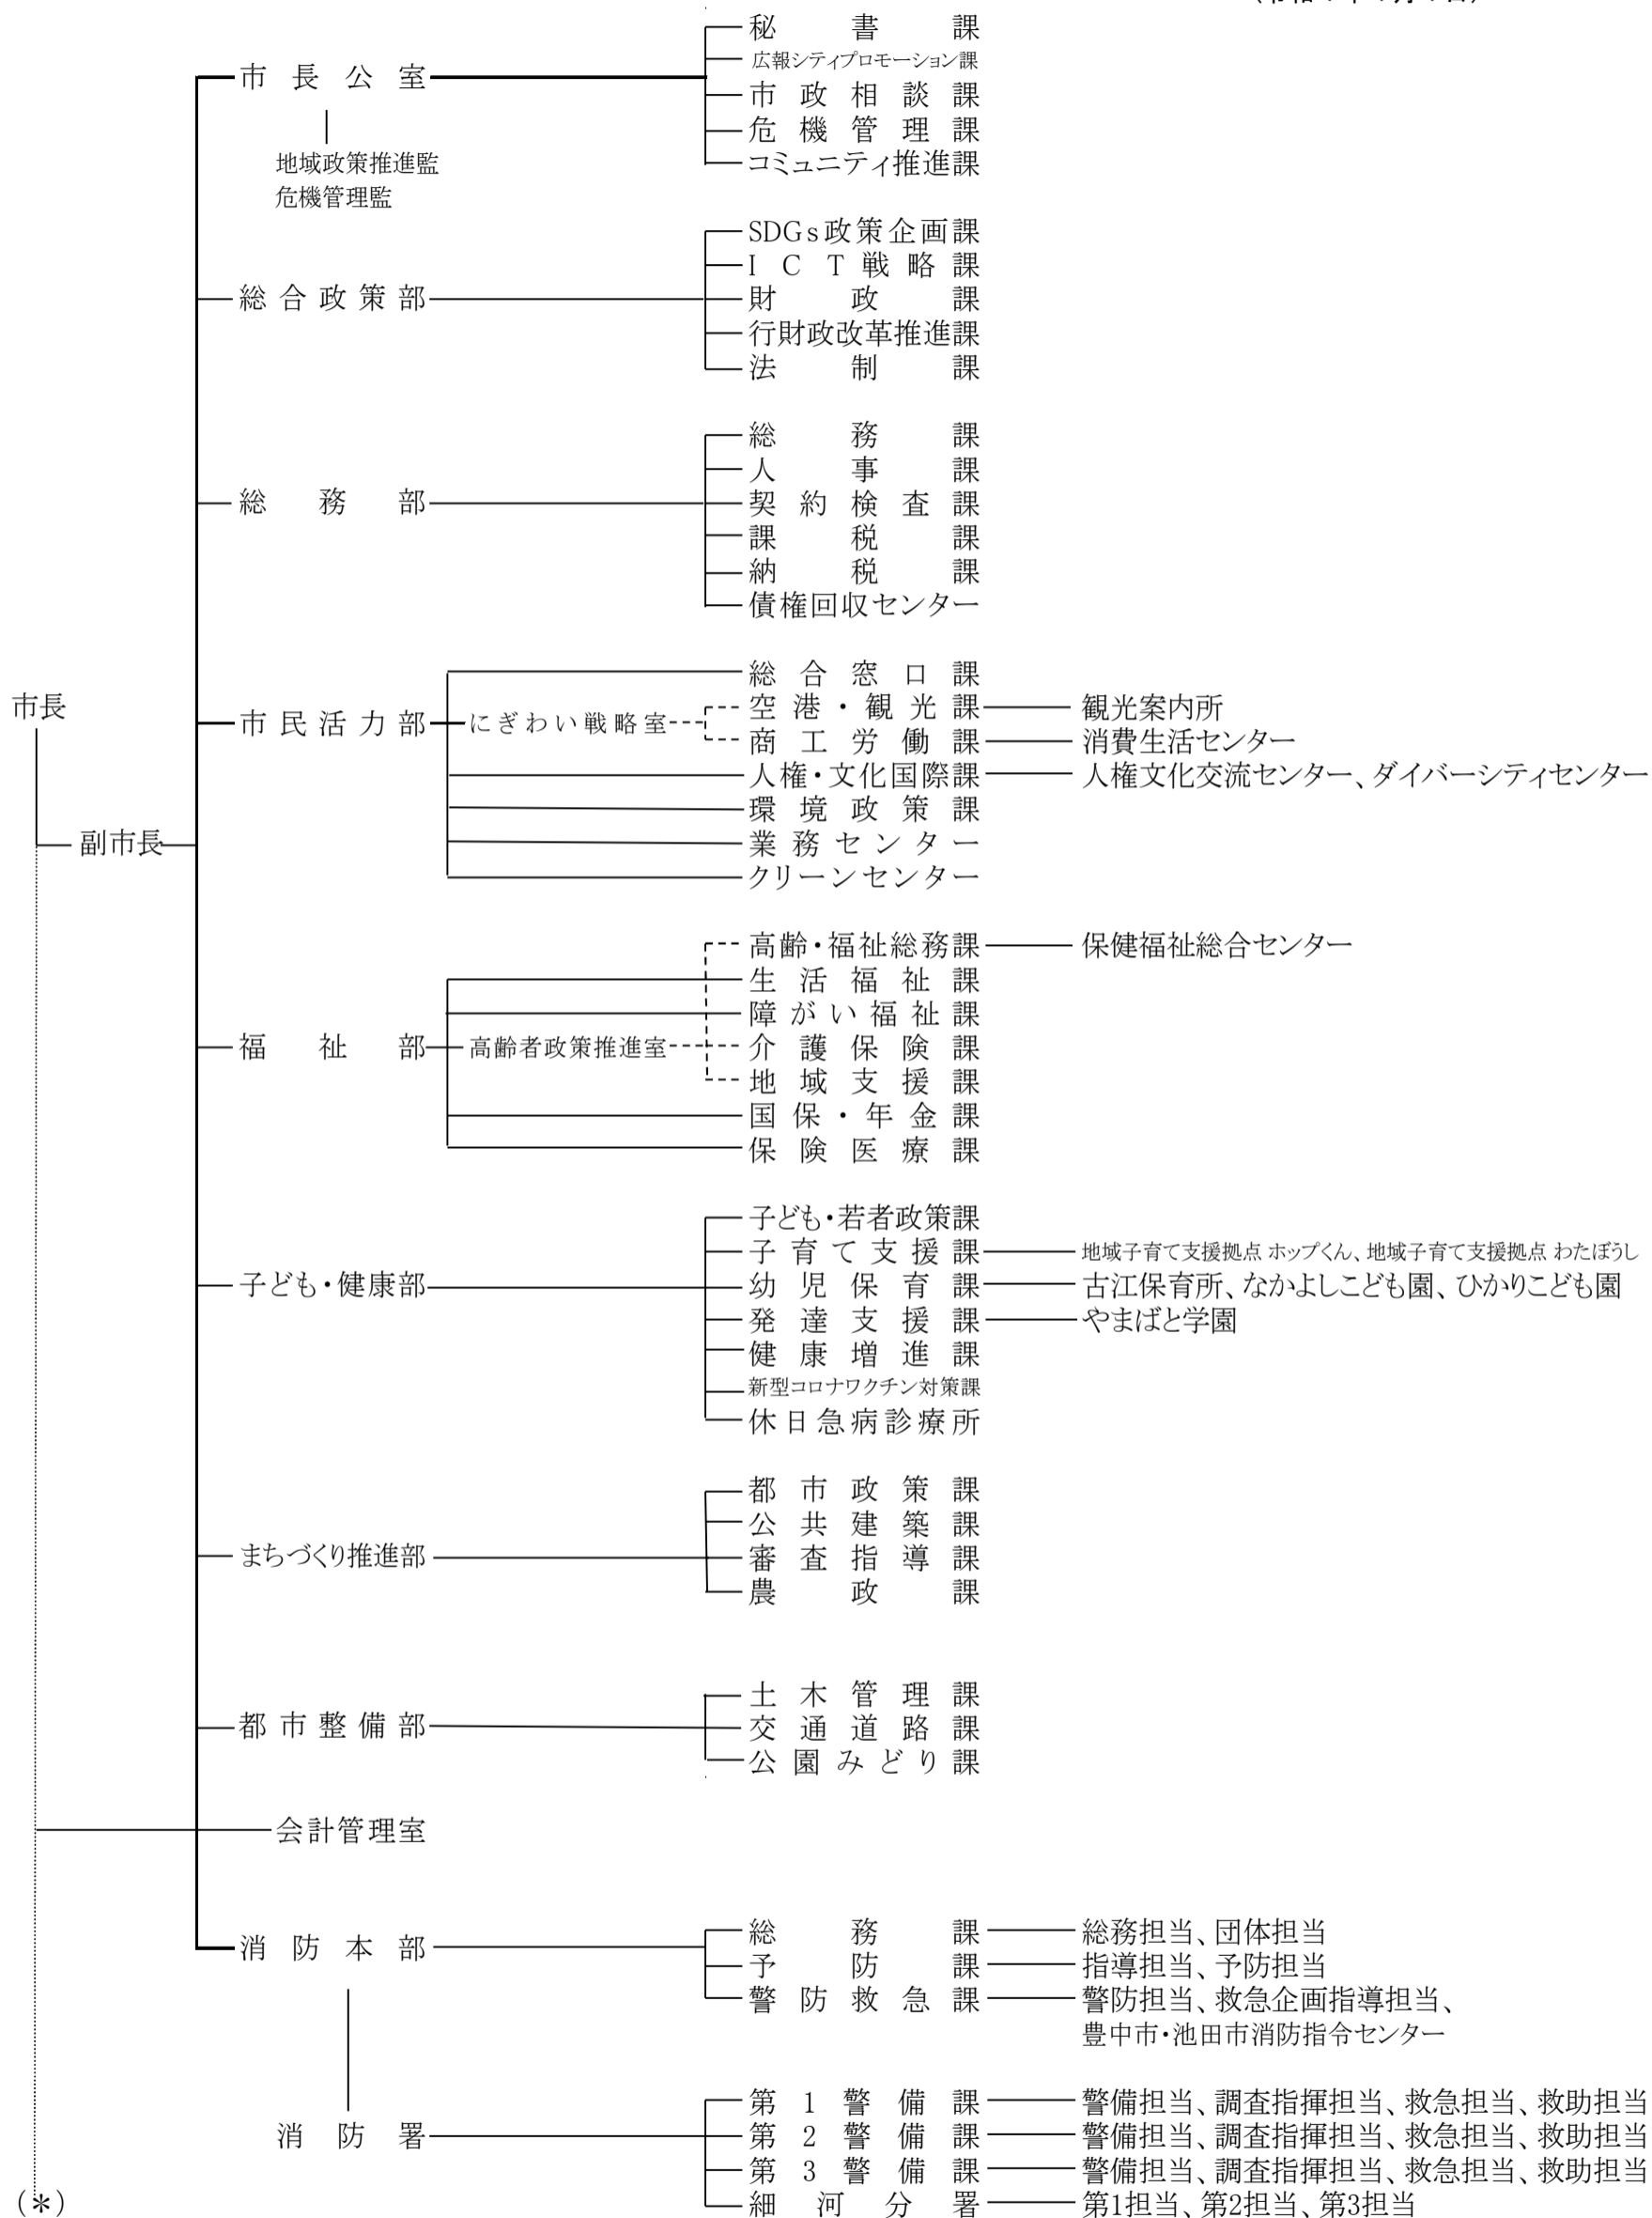 秘書課
広報シティプロモーション課
市長公室
市政相談課
危機管理課
コミュニティ推進課
地域政策推進監
危機管理監
SDGs政策企画課
ICT戦略課
総合政策部 財政課
行財政改革推進課
法制課
総務課
人事課
総務部 契約検査課
課税課
納税課
債権回収センター
総合窓口課
市長
空港・観光課 観光案内所
市民活力部 にぎわい戦略室
商工労働課 消費生活センター
人権・文化国際課 人権文化交流センター、ダイバーシティセンター
環境政策課
副市長 業務センター
クリーンセンター
高齢・福祉総務課 保健福祉総合センター
生活福祉課
障がい福祉課
福祉部 高齢者政策推進室 介護保険課
地域支援課
国保・年金課
保険医療課
子ども・若者政策課
子育て支援課 地域子育て支援拠点 ホップくん、地域子育て支援拠点 わたぼうし
子ども・健康部 幼児保育課 古江保育所、なかよしこども園、ひかりこども園
発達支援課 やまばと学園
健康増進課
新型コロナワクチン対策課
休日急病診療所
都市政策課
公共建築課
まちづくり推進部 審査指導課
農政課
土木管理課
都市整備部 交通道路課
公園みどり課
会計管理室
総務課 総務担当、団体担当
消防本部
予防課 指導担当、予防担当
警防救急課 警防担当、救急企画指導担当、
豊中市・池田市消防指令センター
第1警備課 警備担当、調査指揮担当、救急担当、救助担当
消防署 第2警備課 警備担当、調査指揮担当、救急担当、救助担当
第3警備課 警備担当、調査指揮担当、救急担当、救助担当
(*) 細河分署 第1担当、第2担当、第3担当